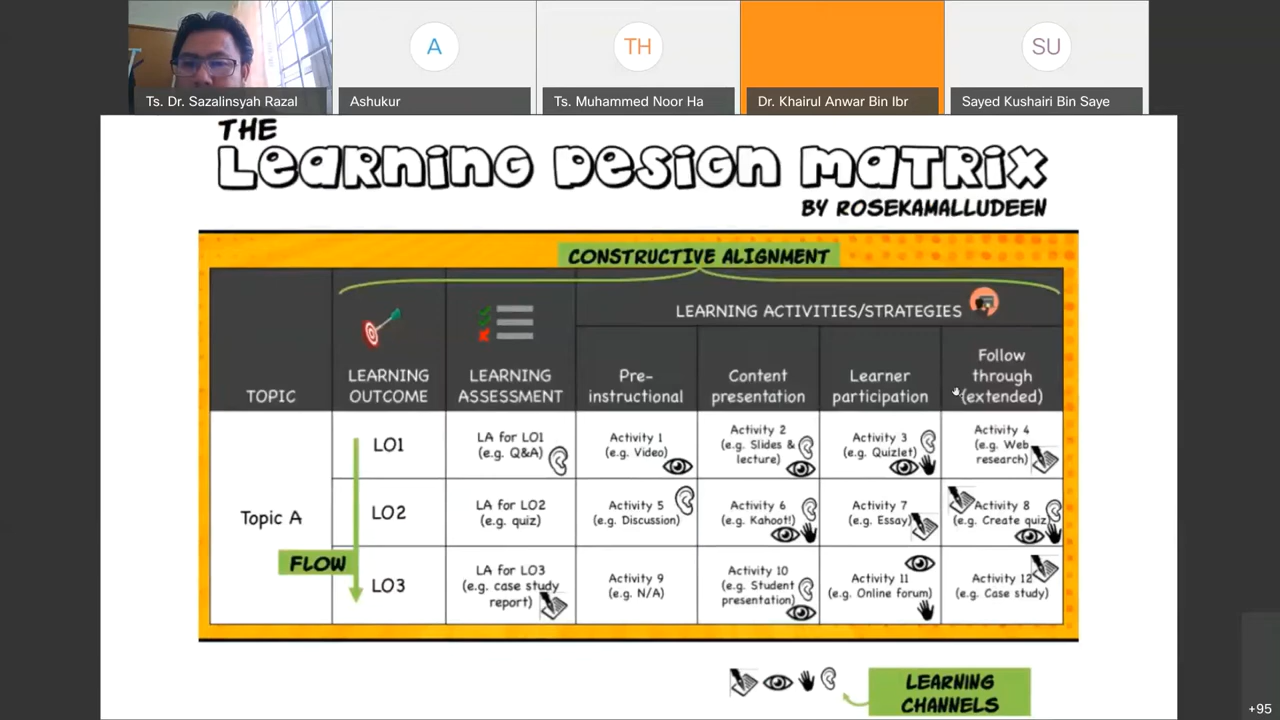 A
TH
SU
Ts. Dr. Sazalinsyah Razal
Ashukur
Ts. Muhammed Noor Ha
Dr. Khairul Anwar Bin Ibr
Sayed Kushairi Bin Saye
THE
LEARNING DESIGN MATRIX
BY ROSEKAMALLUDEEN
CONSTRUCTIVE ALIGNMENT
TOPIC
LEARNING
OUTCOME
LEARNING
ASSESSMENT
LEARNING ACTIVITIES/STRATEGIES
Pre-
instructional
Content
presentation
Learner
participation
Follow
through
(extended)
Topic A
FLOW
LO1
LA for LO1
(e.g. Q&A)
Activity 1
(e.g. Video)
Activity 2
(e.g. Slides &
lecture)
Activity 3
(e.g. Quizlet)
Activity 4
(e.g. Web
research)
LO2
LA for LO2
(e.g. quiz)
Activity 5
(e.g. Discussion)
Activity 6
(e.g. Kahoot!)
Activity 7
(e.g. Essay)
Activity 8
(e.g. Create quiz)
LO3
LA for LO3
(e.g. case study
report)
Activity 9
(e.g. N/A)
Activity 10
(e.g. Student
presentation)
Activity 11
(e.g. Online forum)
Activity 12
(e.g. Case study)
LEARNING
CHANNELS
+95